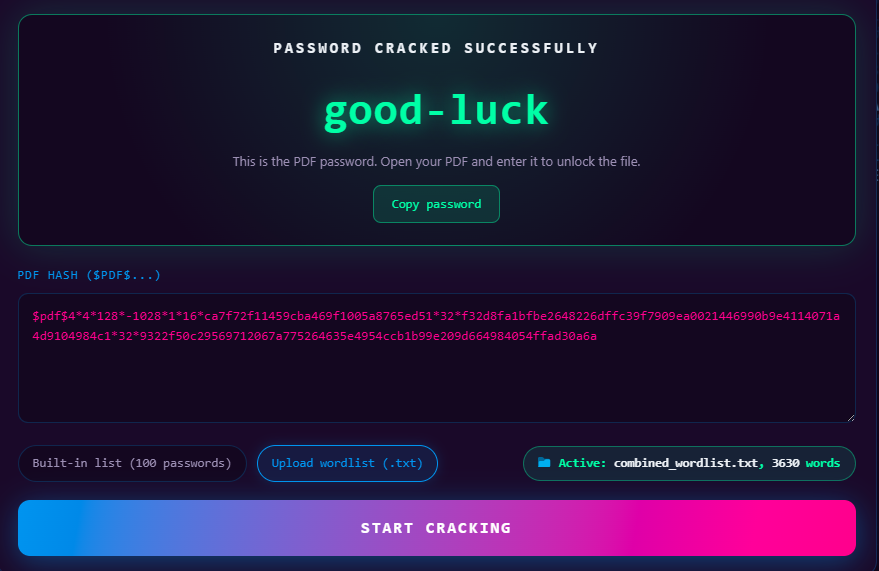 PASSWORD CRACKED SUCCESSFULLY
good-luck
This is the PDF password. Open your PDF and enter it to unlock the file.
Copy password
PDF HASH ($PDF$...)
$pdf$4*4*128*-1028*1*16*ca7f72f11459cba469f1005a8765ed51*32*f32d8fa1bfbe2648226dffc39f7909ea0021446990b9e4114071a
4d9104984c1*32*9322f50c29569712067a775264635e4954ccb1b99e209d664984054ffad30a6a
Built-in list (100 passwords)
Upload wordlist (.txt)
Active: combined_wordlist.txt, 3630 words
START CRACKING